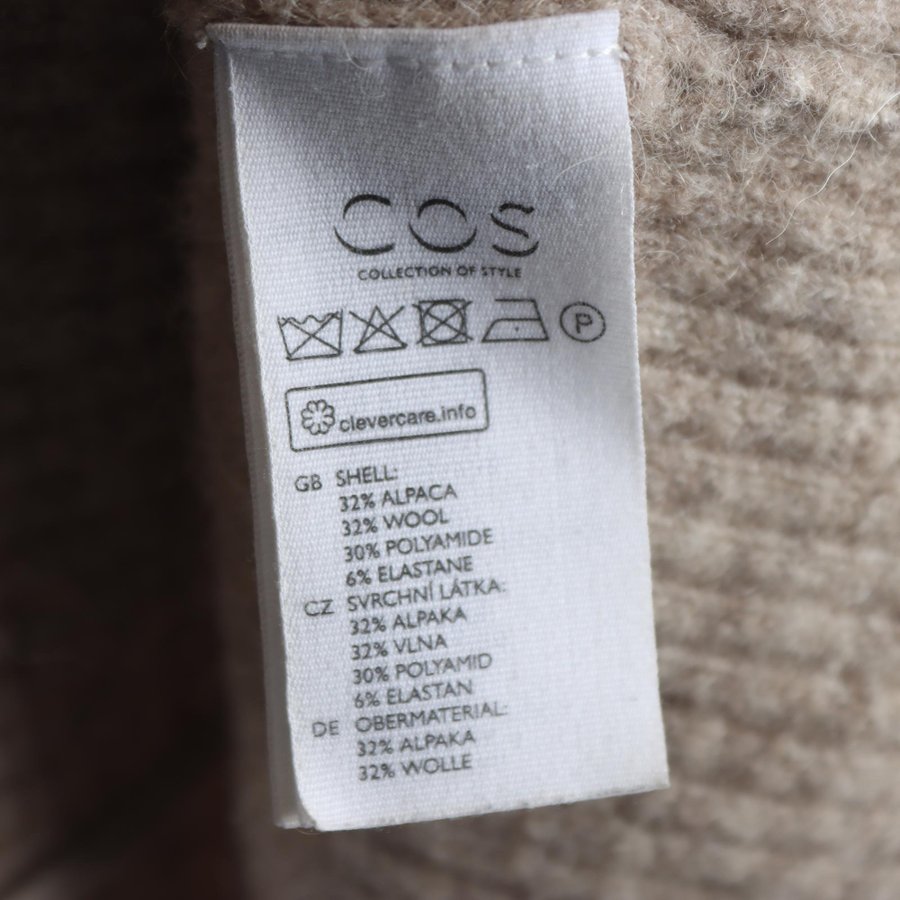 COS
COLLECTION OF STYLE
P
clevercare.info
GB SHELL:
32% ALPACA
32% WOOL
30% POLYAMIDE
6% ELASTANE
CZ SVRCHNÍ LÁTKA:
32% ALPAKA
32% VLNA
30% POLYAMID
6% ELASTAN
DE OBERMATERIAL:
32% ALPAKA
32% WOLLE